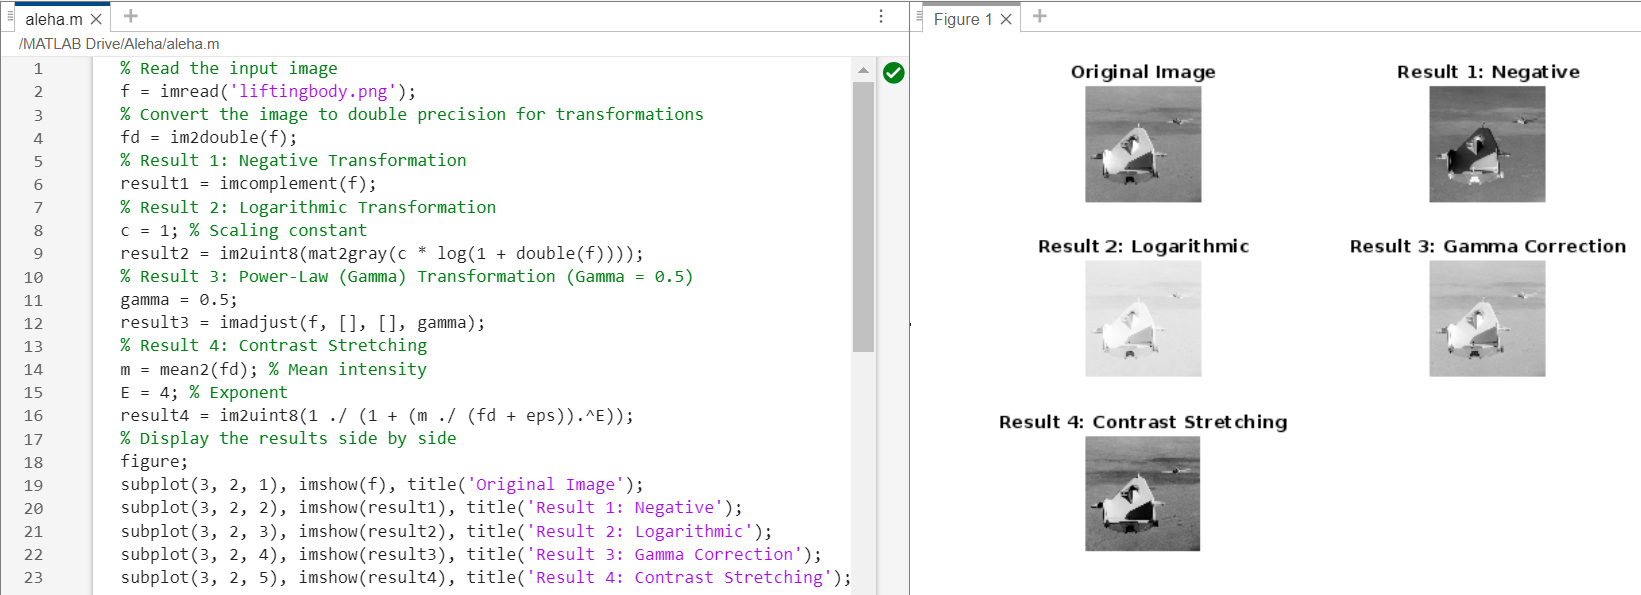 aleha.m
/MATLAB Drive/Aleha/aleha.m
1 % Read the input image
2 f = imread('liftingbody.png');
3 % Convert the image to double precision for transformations
4 fd = im2double(f);
5 % Result 1: Negative Transformation
6 result1 = imcomplement(f);
7 % Result 2: Logarithmic Transformation
8 c = 1; % Scaling constant
9 result2 = im2uint8(mat2gray(c * log(1 + double(f))));
10 % Result 3: Power-Law (Gamma) Transformation (Gamma = 0.5)
11 gamma = 0.5;
12 result3 = imadjust(f, [], [], gamma);
13 % Result 4: Contrast Stretching
14 m = mean2(fd); % Mean intensity
15 E = 4; % Exponent
16 result4 = im2uint8(1 ./ (1 + (m ./ (fd + eps)).^E));
17 % Display the results side by side
18 figure;
19 subplot(3, 2, 1), imshow(f), title('Original Image');
20 subplot(3, 2, 2), imshow(result1), title('Result 1: Negative');
21 subplot(3, 2, 3), imshow(result2), title('Result 2: Logarithmic');
22 subplot(3, 2, 4), imshow(result3), title('Result 3: Gamma Correction');
23 subplot(3, 2, 5), imshow(result4), title('Result 4: Contrast Stretching');
Figure 1
Original Image
Result 1: Negative
Result 2: Logarithmic
Result 3: Gamma Correction
Result 4: Contrast Stretching